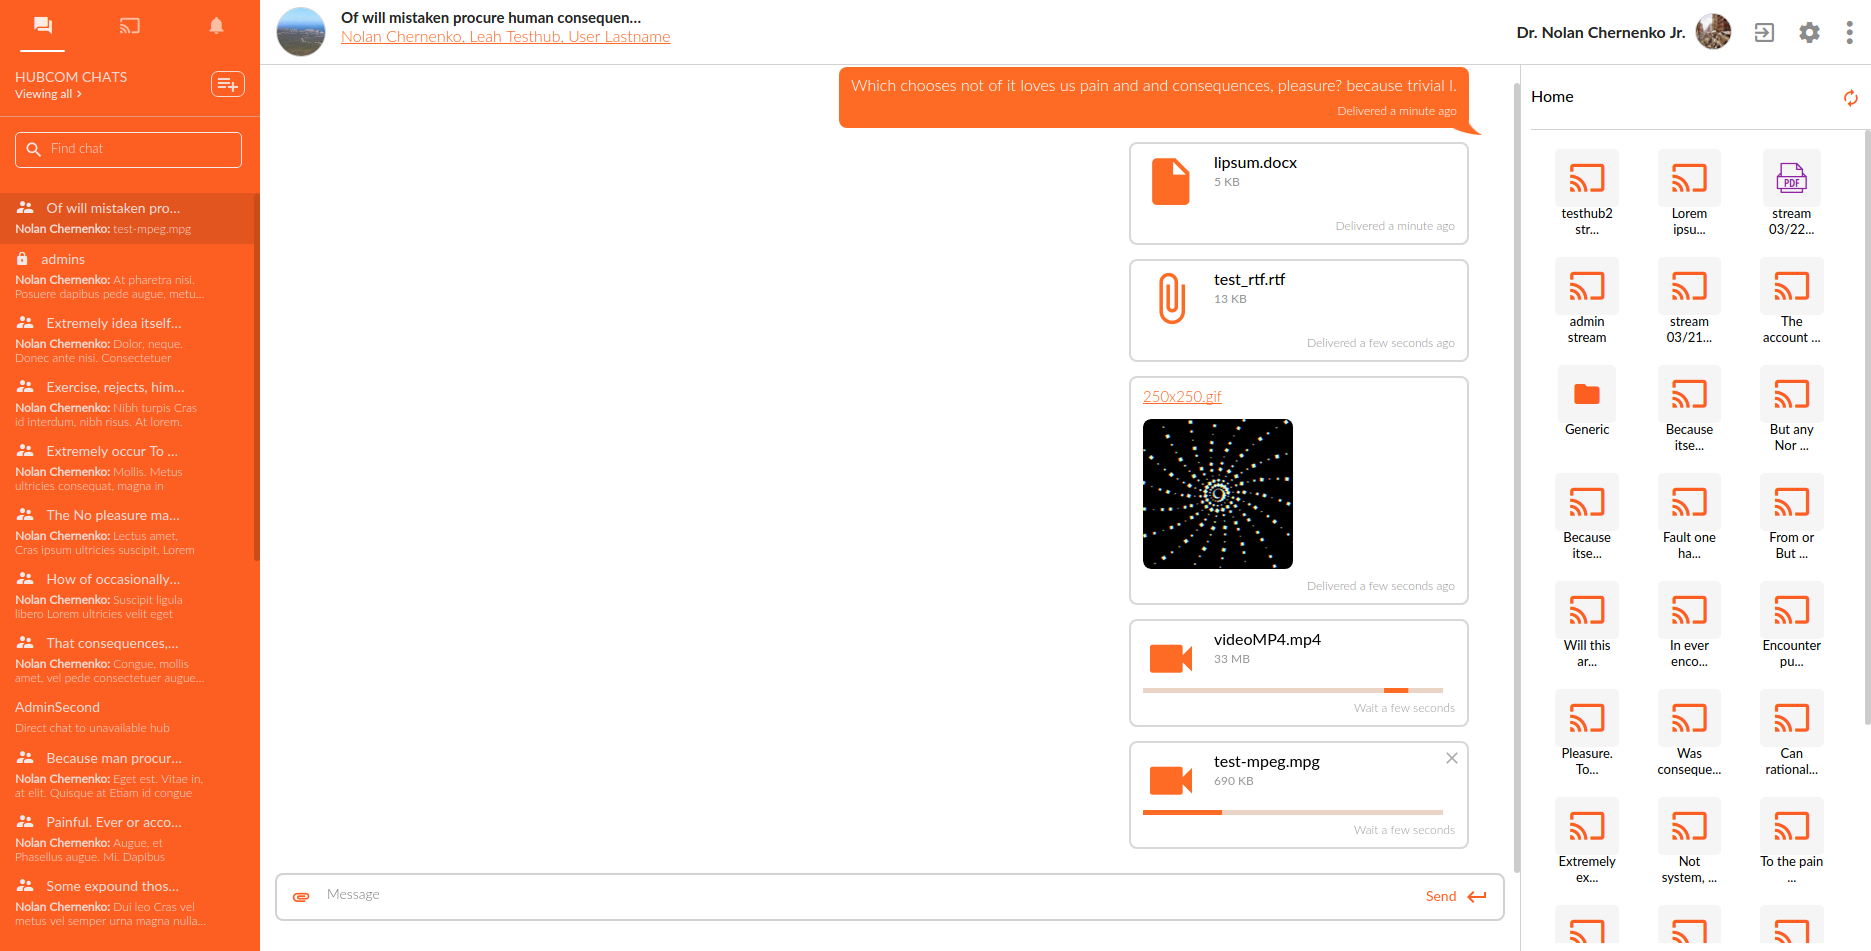 HUBCOM CHATS
Viewing all
Find chat
Of will mistaken pro...
Nolan Chernenko: test-mpeg.mpg
admins
Nolan Chernenko: At pharetra nisi.
Posuere dapibus pede augue, metu...
Extremely idea itself...
Nolan Chernenko: Dolor, neque.
Donec ante nisi. Consectetuer
Exercise, rejects, him...
Nolan Chernenko: Nibh turpis Cras
id interdum, nibh risus. At lorem.
Extremely occur To ...
Nolan Chernenko: Mollis. Metus
ultricies consequat, magna in
The No pleasure ma...
Nolan Chernenko: Lectus amet,
Cras ipsum ultricies suscipit, Lorem
How of occasionally...
Nolan Chernenko: Suscipit ligula
libero Lorem ultricies velit eget
That consequences,...
Nolan Chernenko: Congue, mollis
amet, vel pede consectetuer augue...
AdminSecond
Direct chat to unavailable hub
Because man procur...
Nolan Chernenko: Eget est. Vitae in,
at elit. Quisque at Etiam id congue
Painful. Ever or acco...
Nolan Chernenko: Augue, et
Phasellus augue, Mi. Dapibus
Some expound thos...
Nolan Chernenko: Dui leo Cras vel
metus vel semper urna magna nulla...
Of will mistaken procure human consequen...
Nolan Chernenko, Leah Testhub, User Lastname
Dr. Nolan Chernenko Jr.
Which chooses not of it loves us pain and and consequences, pleasure? because trivial I.
Delivered a minute ago
lipsum.docx
5 KB
Delivered a minute ago
test_rtf.rtf
13 KB
Delivered a few seconds ago
250x250.gif
Delivered a few seconds ago
videoMP4.mp4
33 MB
Wait a few seconds
test-mpeg.mpg
690 KB
Wait a few seconds
Message
Send
Home
testhub2
str...
Lorem
ipsu...
PDF
stream
03/22...
admin
stream
stream
03/21...
The
account ...
Generic
Because
itse...
But any
Nor ...
Because
itse...
Fault one
ha...
From or
But ...
Will this
ar...
In ever
enco...
Encounter
pu...
Pleasure.
To...
Was
conseque...
Can
rational...
Extremely
ex...
Not
system, ...
To the pain
...